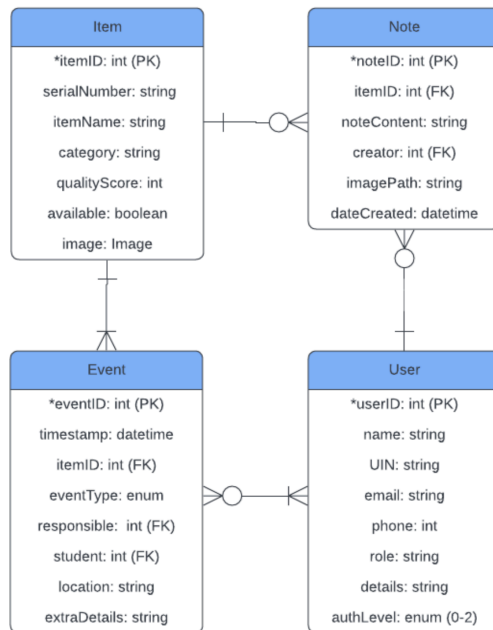 Item
*itemID: int (PK)
serialNumber: string
itemName: string
category: string
qualityScore: int
available: boolean
image: Image
Note
*noteID: int (PK)
itemID: int (FK)
noteContent: string
creator: int (FK)
imagePath: string
dateCreated: datetime
Event
*eventID: int (PK)
timestamp: datetime
itemID: int (FK)
eventType: enum
responsible:  int (FK)
student: int (FK)
location: string
extraDetails: string
User
*userID: int (PK)
name: string
UIN: string
email: string
phone: int
role: string
details: string
authLevel: enum (0-2)